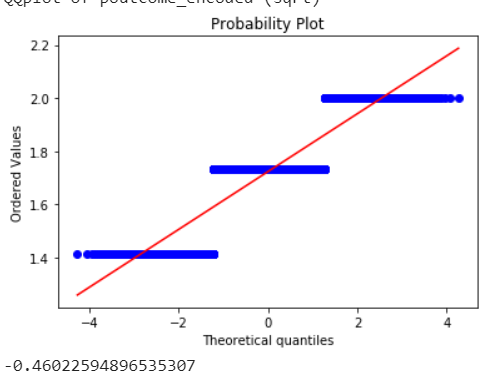 QQplot of poutcome_encoded (sqrt)
Probability Plot
2.2
2.0
1.8
1.6
1.4
Ordered Values
−4
−2
0
2
4
Theoretical quantiles
-0.46022594896535307